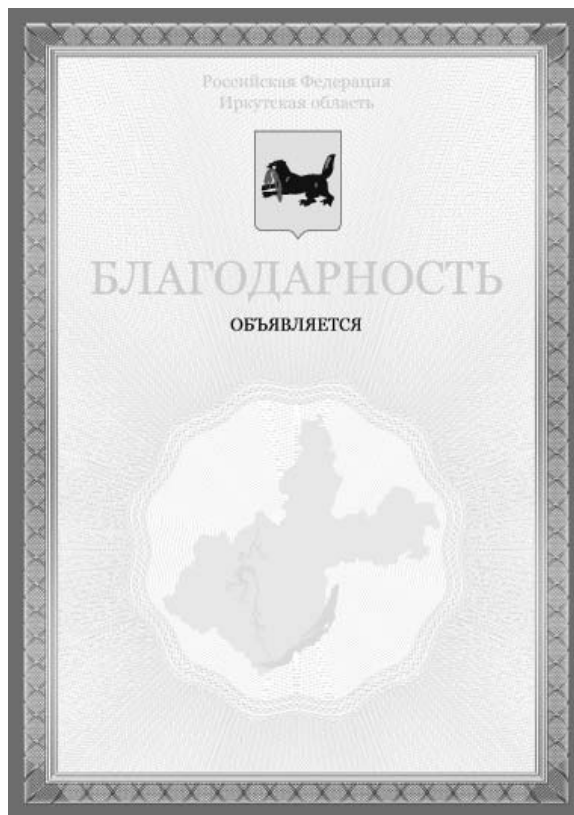 Российская Федерация
Иркутская область
БЛАГОДАРНОСТЬ
ОБЪЯВЛЯЕТСЯ